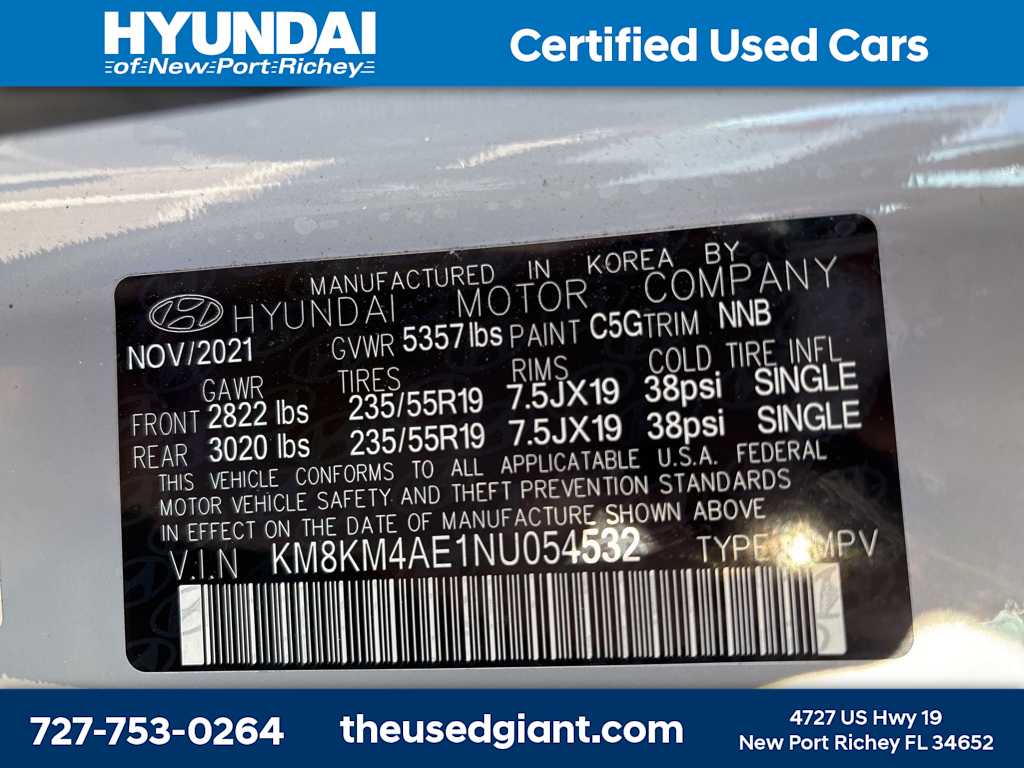 HYUNDAI
of New Port Richey
Certified Used Cars
MANUFACTURED IN KOREA BY
HYUNDAI MOTOR COMPANY
NOV/2021 GVWR 5357 lbs PAINT C5G TRIM NNB
GAWR TIRES RIMS COLD TIRE INFL
FRONT 2822 lbs 235/55R19 7.5JX19 38psi SINGLE
REAR 3020 lbs 235/55R19 7.5JX19 38psi SINGLE
THIS VEHICLE CONFORMS TO ALL APPLICATABLE U.S.A. FEDERAL
MOTOR VEHICLE SAFETY AND THEFT PREVENTION STANDARDS
IN EFFECT ON THE DATE OF MANUFACTURE SHOWN ABOVE
V.I.N KM8KM4AE1NU054532 TYPE MPV
727-753-0264
theusedgiant.com
4727 US Hwy 19
New Port Richey FL 34652